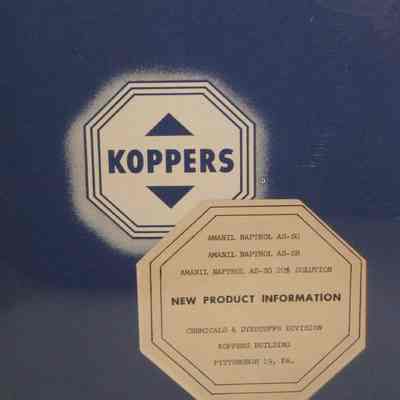 KOPPERS
AMANIL NAPTHOL AS-SG
AMANIL NAPTHOL AS-SR
AMANIL NAPTHOL AS-SG 20% SOLUTION
NEW PRODUCT INFORMATION
CHEMICALS & DYESTUFFS DIVISION
KOPPERS BUILDING
PITTSBURGH 19, PA.